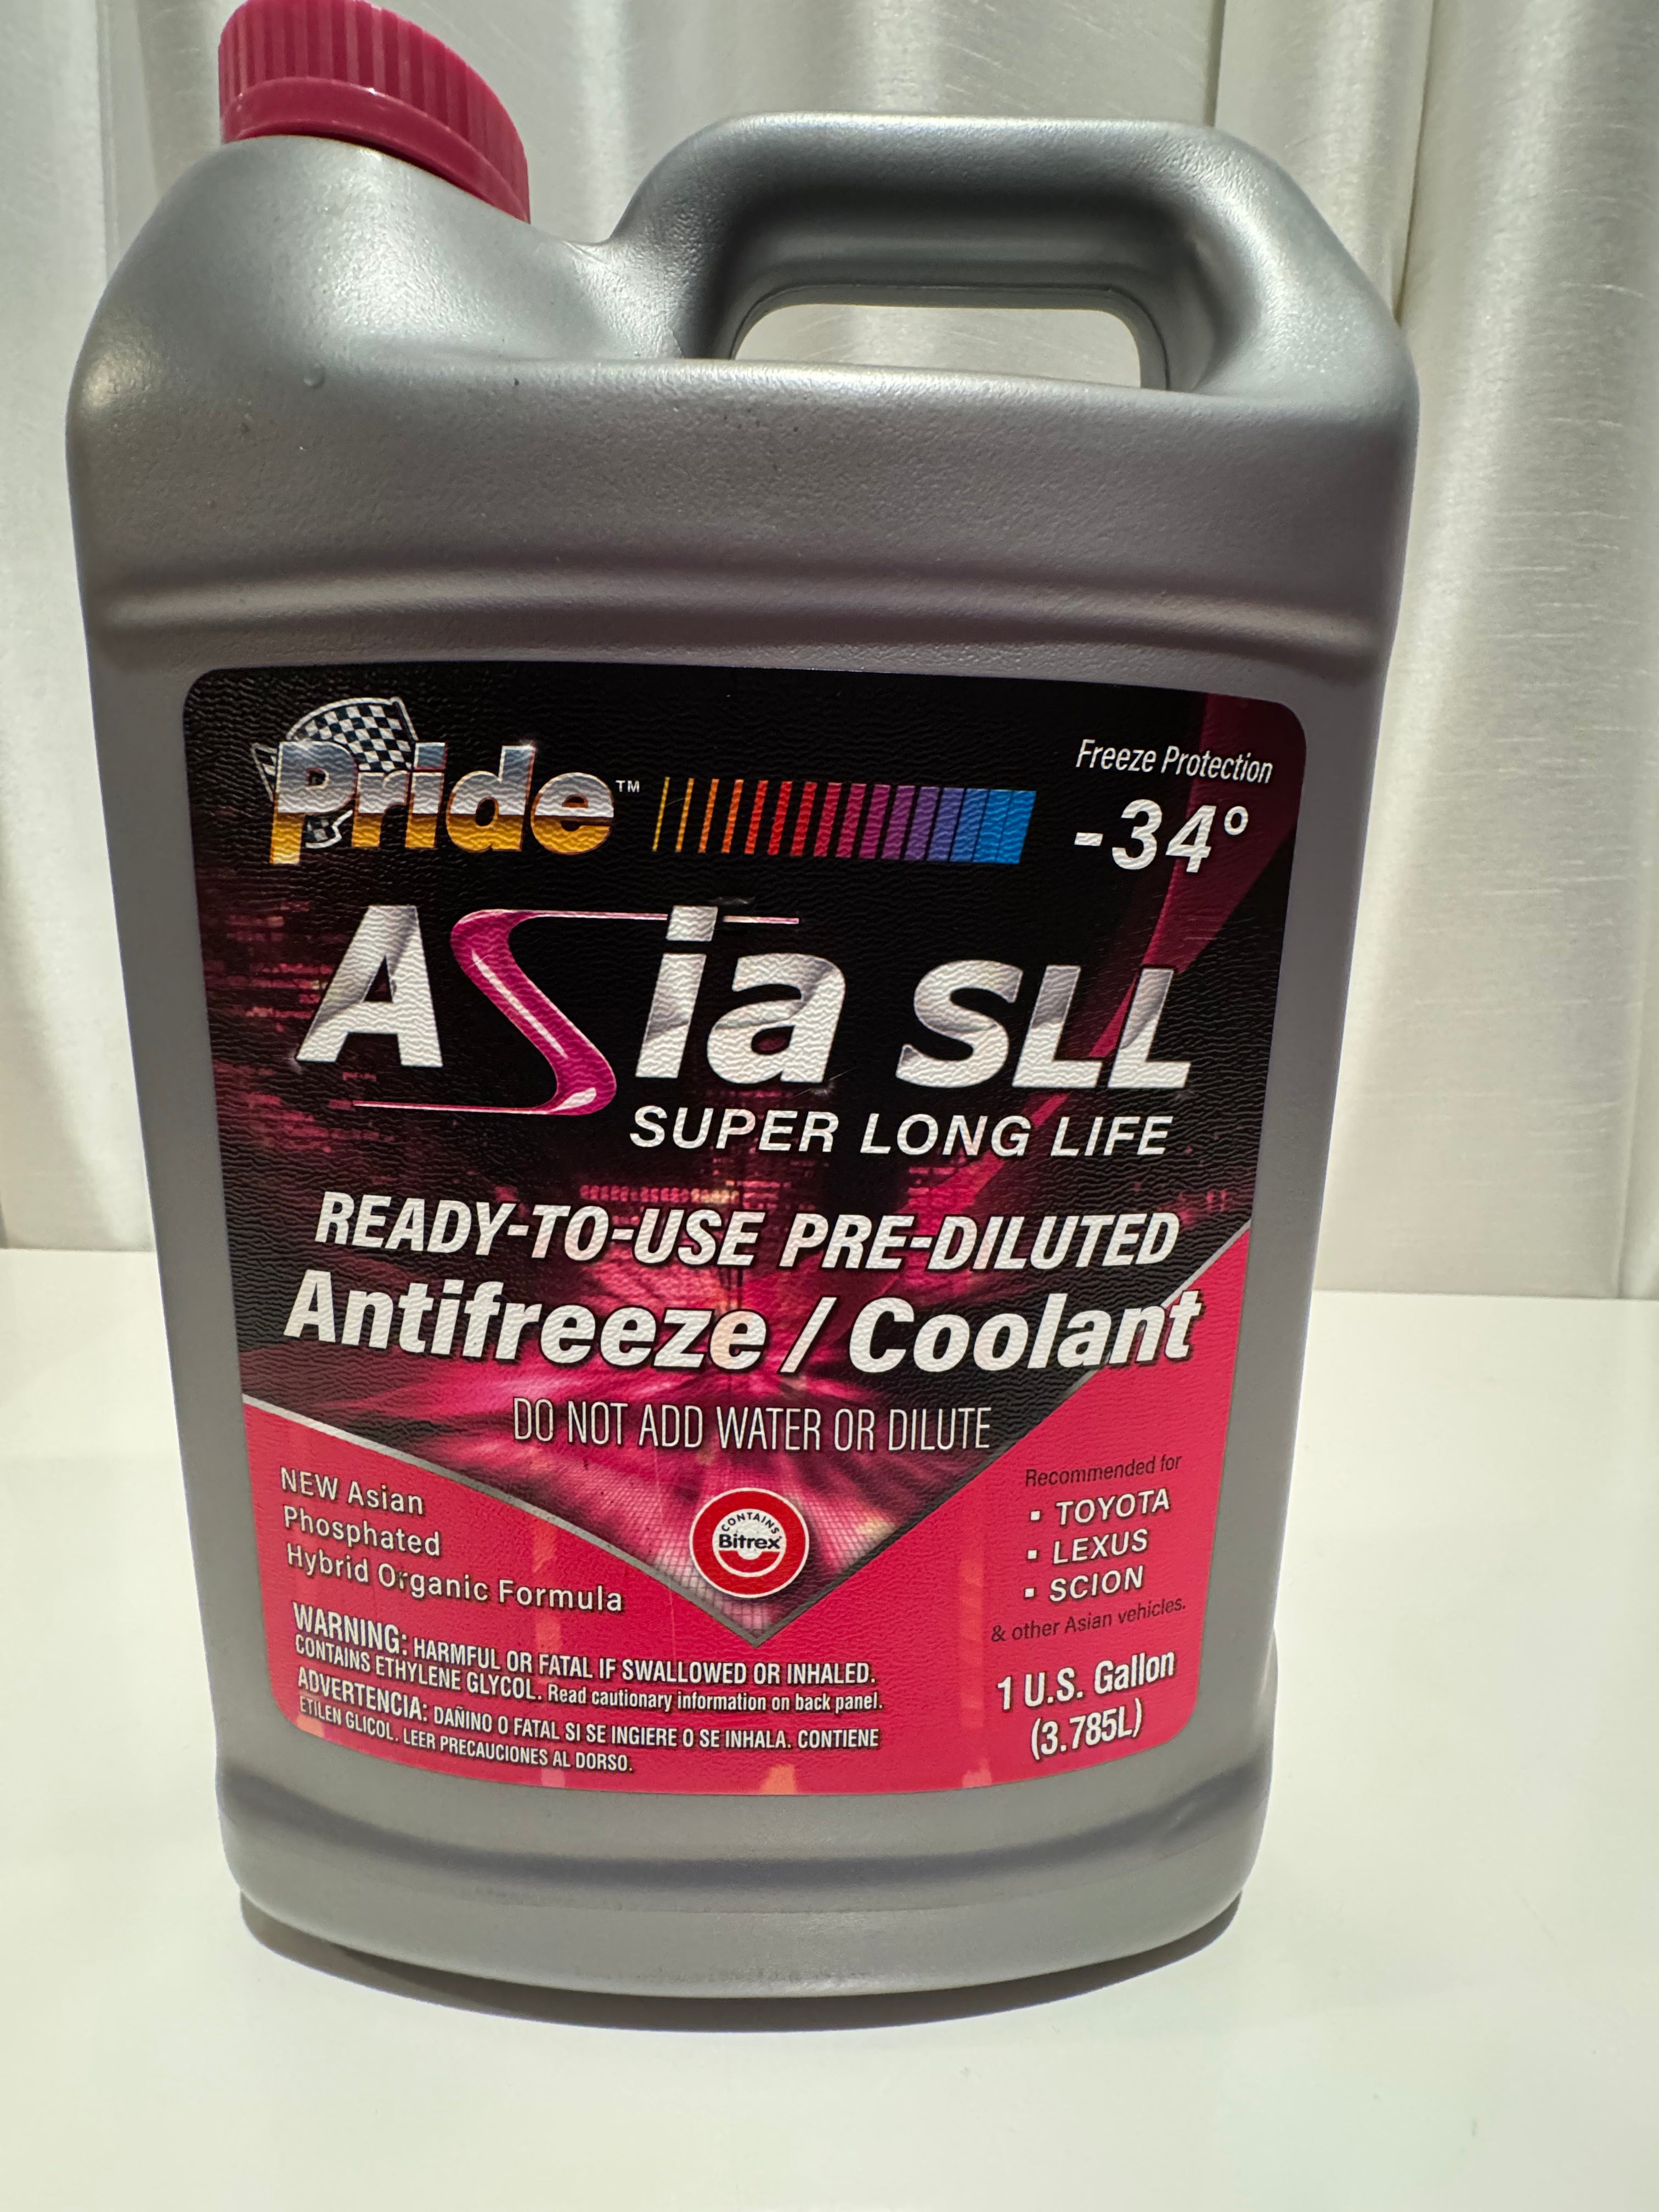 Pride™
Freeze Protection
-34°
Asia SLL
SUPER LONG LIFE
READY-TO-USE PRE-DILUTED
Antifreeze / Coolant
DO NOT ADD WATER OR DILUTE
NEW Asian
Phosphated
Hybrid Organic Formula
CONTAINS
Bitrex
Recommended for
▪ TOYOTA
▪ LEXUS
▪ SCION
& other Asian vehicles.
WARNING: HARMFUL OR FATAL IF SWALLOWED OR INHALED.
CONTAINS ETHYLENE GLYCOL. Read cautionary information on back panel.
ADVERTENCIA: DAÑINO O FATAL SI SE INGIERE O SE INHALA. CONTIENE
ETILEN GLICOL. LEER PRECAUCIONES AL DORSO.
1 U.S. Gallon
(3.785L)